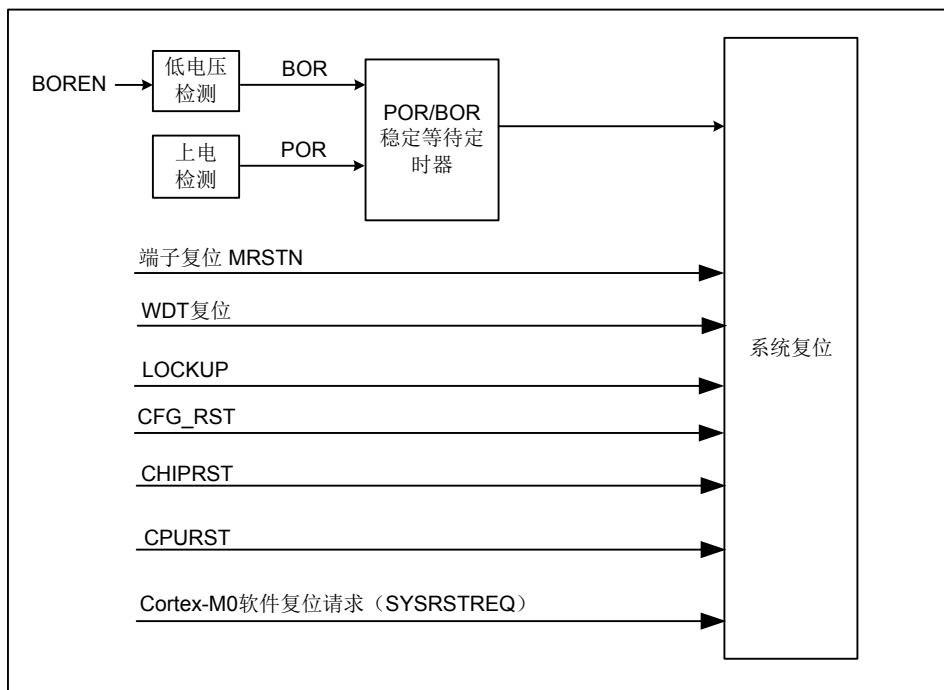 BOREN
低电压
检测
BOR
上电
检测
POR
POR/BOR
稳定等待定
时器
端子复位 MRSTN
WDT复位
LOCKUP
CFG_RST
CHIPRST
CPURST
Cortex-M0软件复位请求（SYSRSTREQ）
系统复位